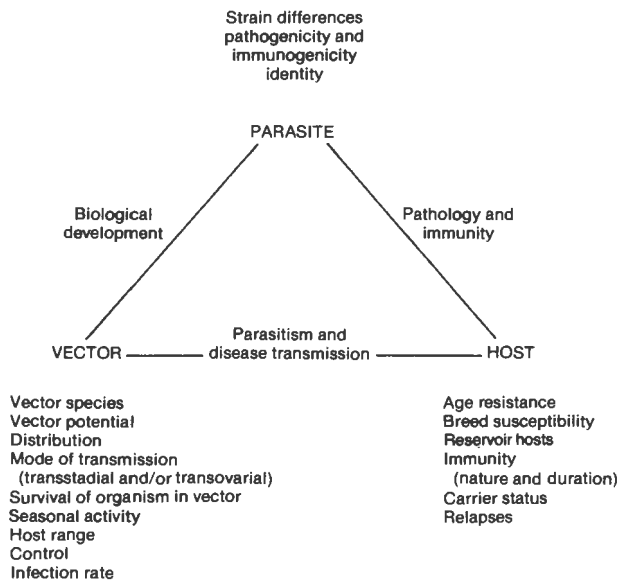 Strain differences
pathogenicity and
immunogenicity
identity
PARASITE
Biological
development
Pathology and
immunity
VECTOR
Parasitism and
disease transmission
HOST
Vector species
Vector potential
Distribution
Mode of transmission
(transstadial and/or transovarial)
Survival of organism in vector
Seasonal activity
Host range
Control
Infection rate
Age resistance
Breed susceptibility
Reservoir hosts
Immunity
(nature and duration)
Carrier status
Relapses